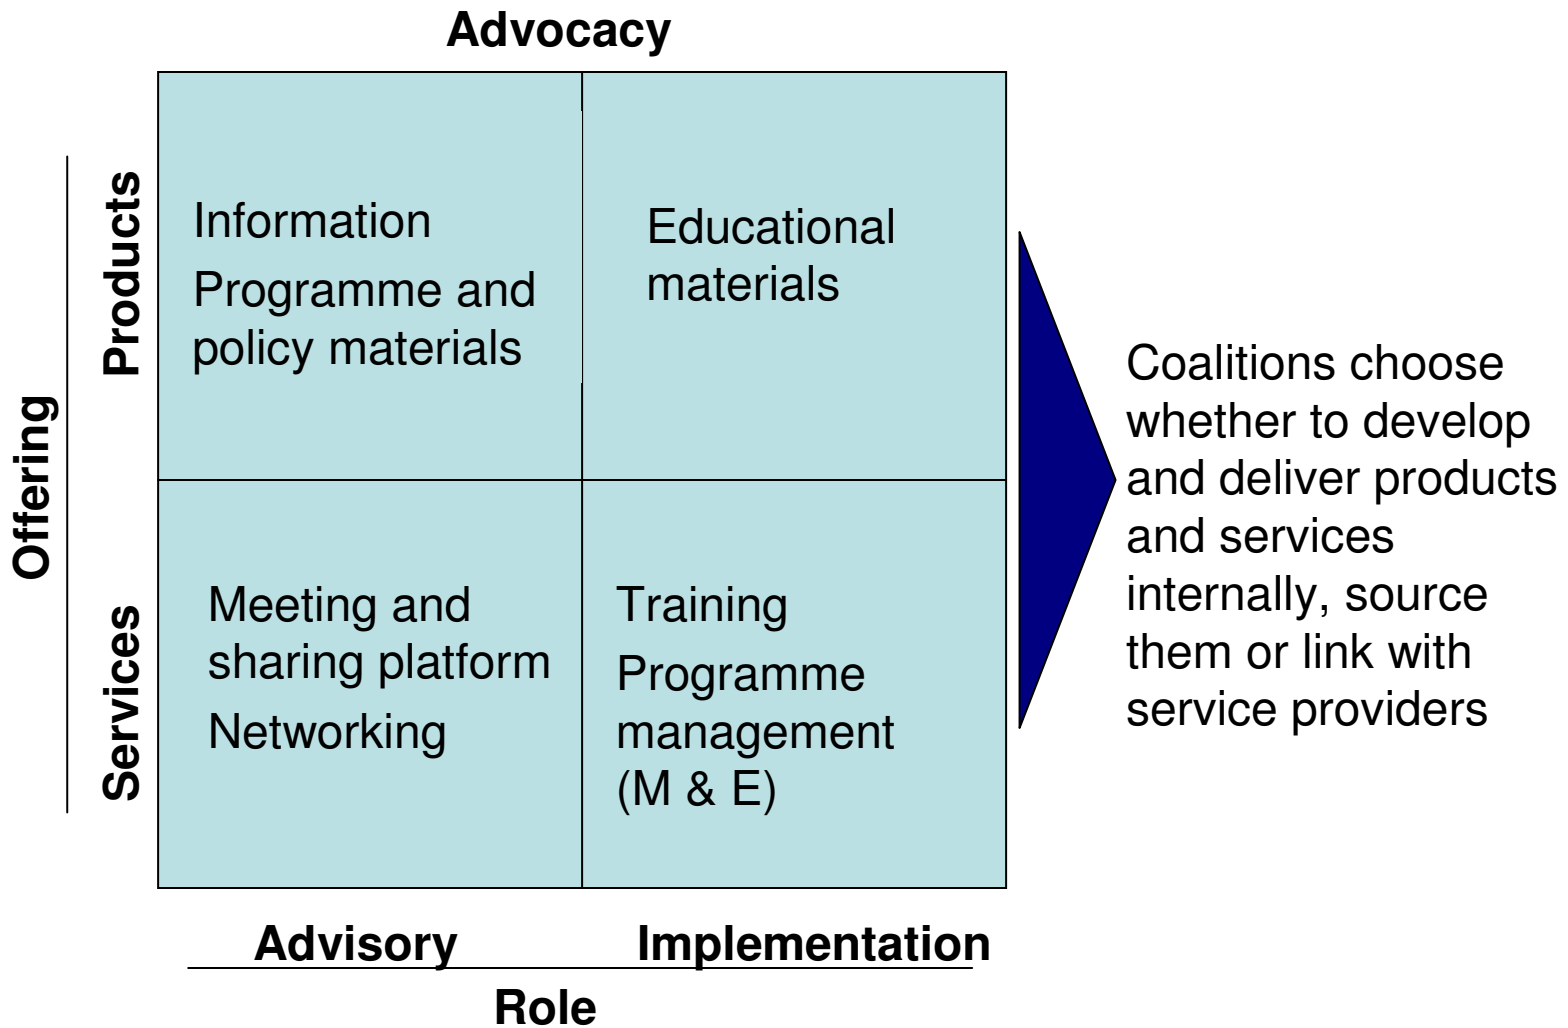 Advocacy
Offering
Products
Information
Programme and
policy materials
Educational
materials
Services
Meeting and
sharing platform
Networking
Training
Programme
management
(M & E)
Coalitions choose
whether to develop
and deliver products
and services
internally, source
them or link with
service providers
Advisory
Implementation
Role